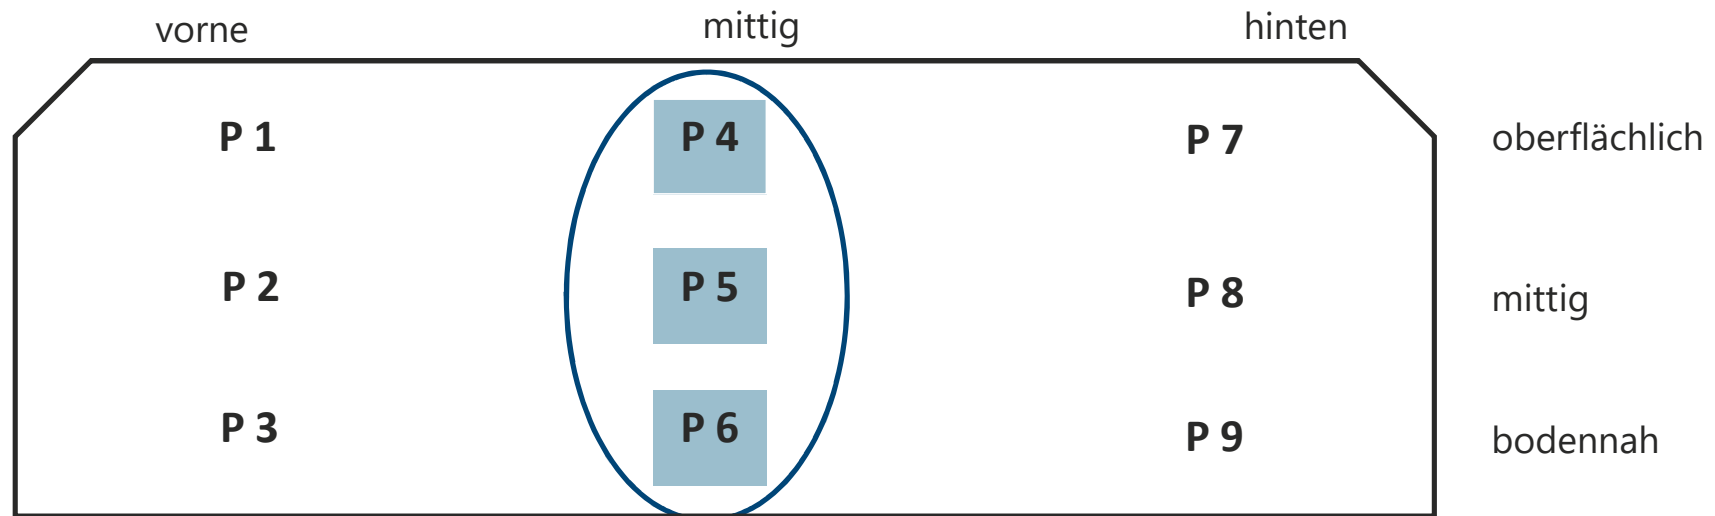 vorne mittig hinten
P 1 P 4 P 7 oberflächlich
P 2 P 5 P 8 mittig
P 3 P 6 P 9 bodennah